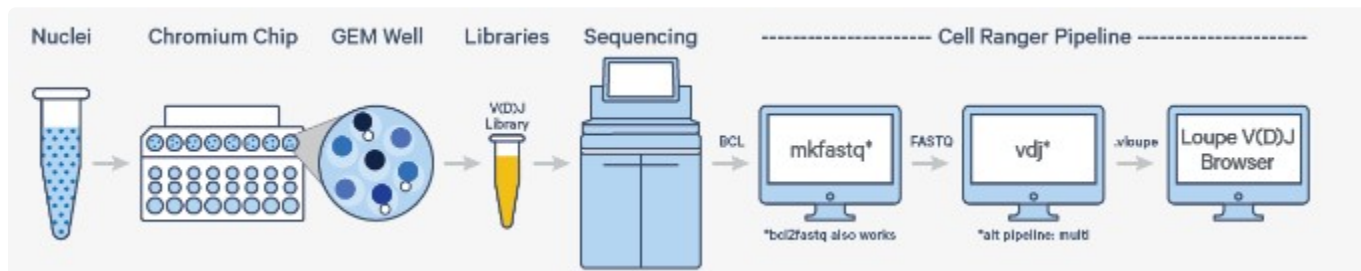 Nuclei
Chromium Chip
GEM Well
Libraries
Sequencing
Cell Ranger Pipeline
V(D)J
Library
BCL
mkfastq*
FASTQ
vdj*
.vloupe
Loupe V(D)J
Browser
*bcl2fastq also works
*alt pipeline: multi